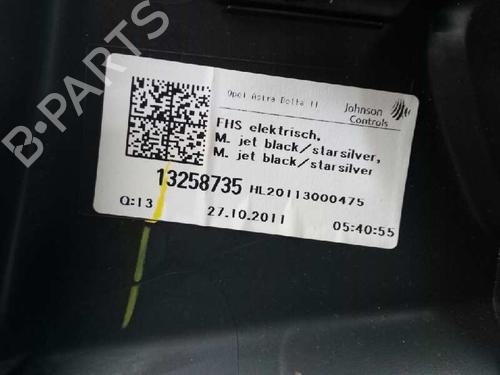 Opel Astra Delta II
Johnson
Controls
FHS elektrisch,
M. jet black/starsilver,
M. jet black/starsilver
13258735 HL20113000475
Q:13 27.10.2011 05:40:55
B-PARTS